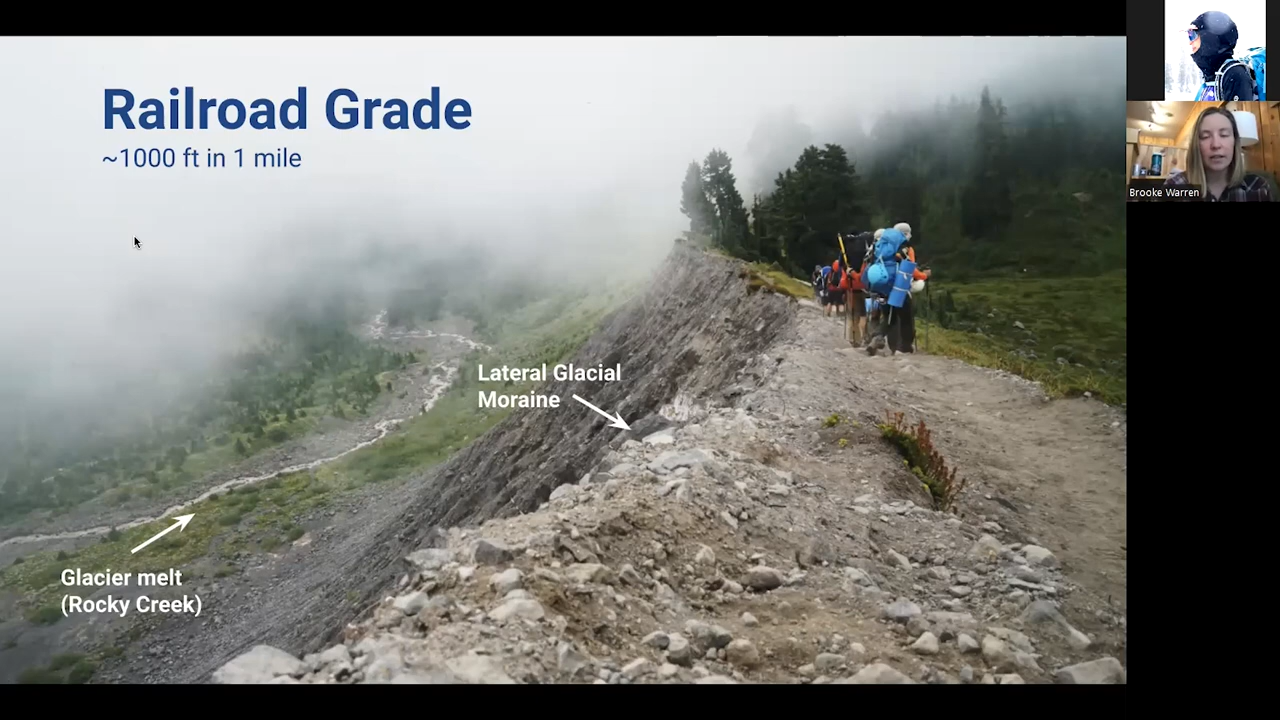 Railroad Grade
~1000 ft in 1 mile
Lateral Glacial
Moraine
Glacier melt
(Rocky Creek)
Brooke Warren